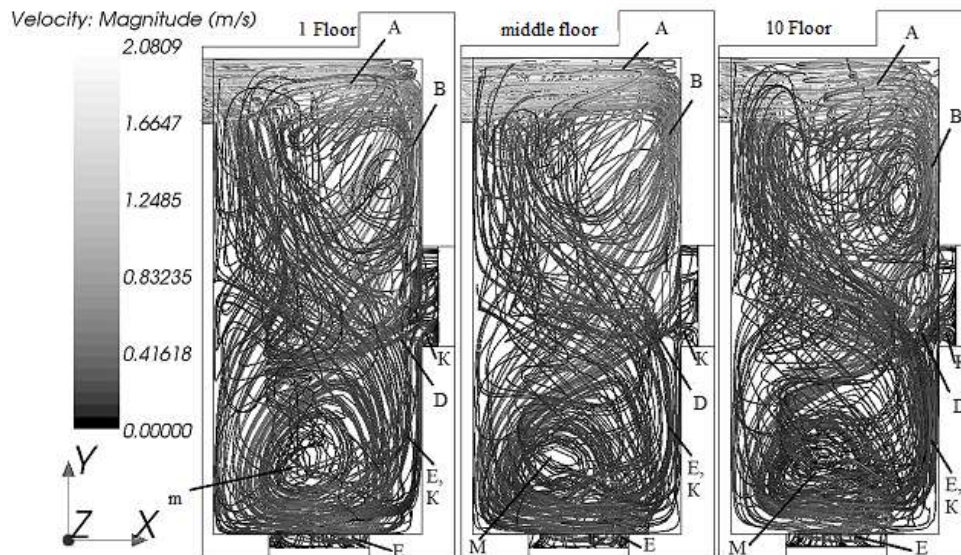 Velocity: Magnitude (m/s)
2.0809
1.6647
1.2485
0.83235
0.41618
0.00000
Y
Z
X
1 Floor
A
B
K
D
E,
K
m
E
middle floor
A
B
K
D
E,
K
M
E
10 Floor
A
B
K
D
E,
K
M
E